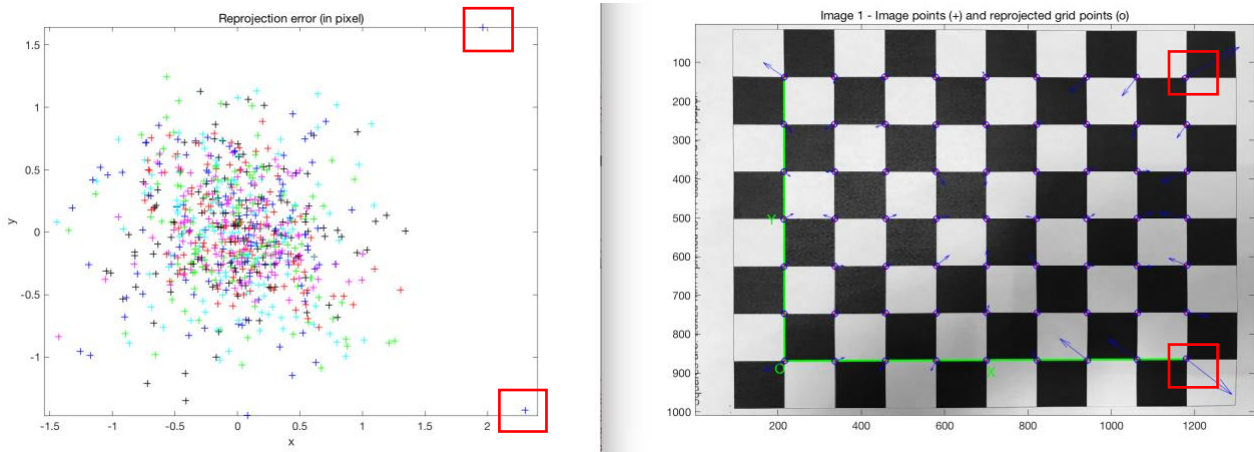 Reprojection error (in pixel)
1.5
1
0.5
0
-0.5
-1
y
-1.5 -1 -0.5 0 0.5 1 1.5 2
x
Image 1 - Image points (+) and reprojected grid points (o)
100
200
300
400
500
600
700
800
900
1000
Y
O
X
200 400 600 800 1000 1200